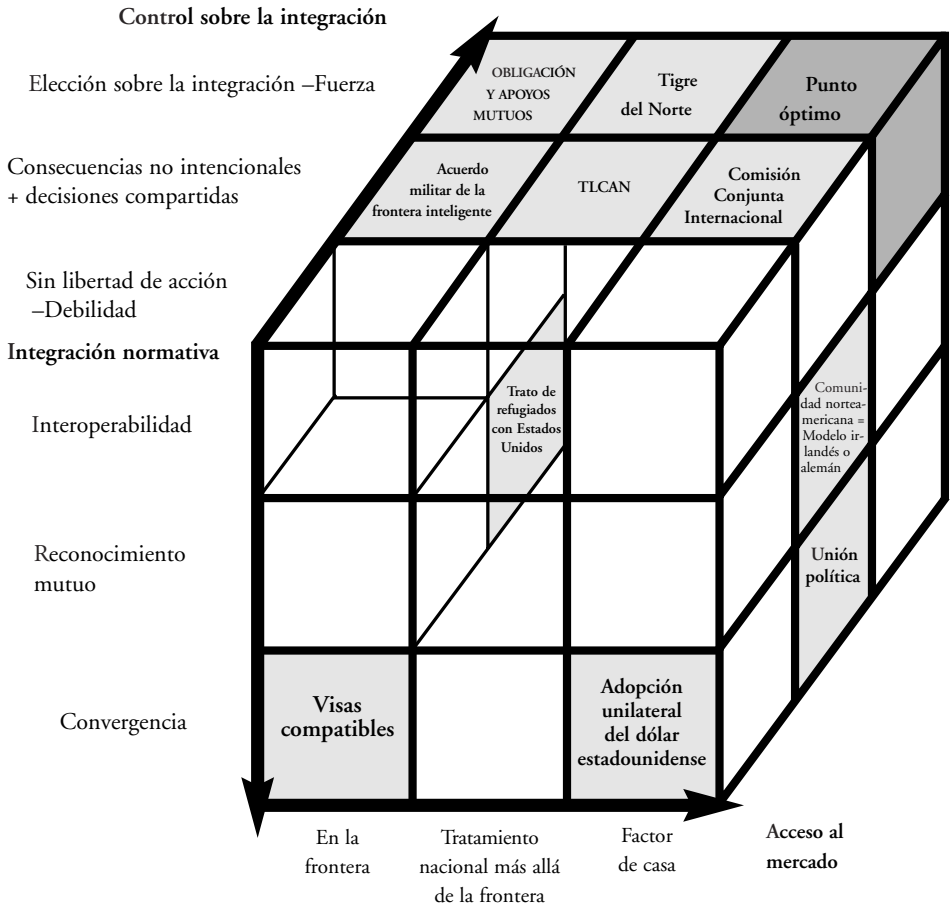 Control sobre la integración
Elección sobre la integración –Fuerza
OBLIGACIÓN
Y APOYOS
MUTUOS
Tigre
del Norte
Punto
óptimo
Consecuencias no intencionales
+ decisiones compartidas
Acuerdo
militar de la
frontera inteligente
TLCAN
Comisión
Conjunta
Internacional
Sin libertad de acción
–Debilidad
Integración normativa
Interoperabilidad
Trato de
refugiados
con Estados
Unidos
Comuni-
dad nortea-
mericana =
Modelo ir-
landés o
alemán
Reconocimiento
mutuo
Unión
política
Convergencia
Visas
compatibles
Adopción
unilateral
del dólar
estadounidense
En la
frontera
Tratamiento
nacional más allá
de la frontera
Factor
de casa
Acceso al
mercado